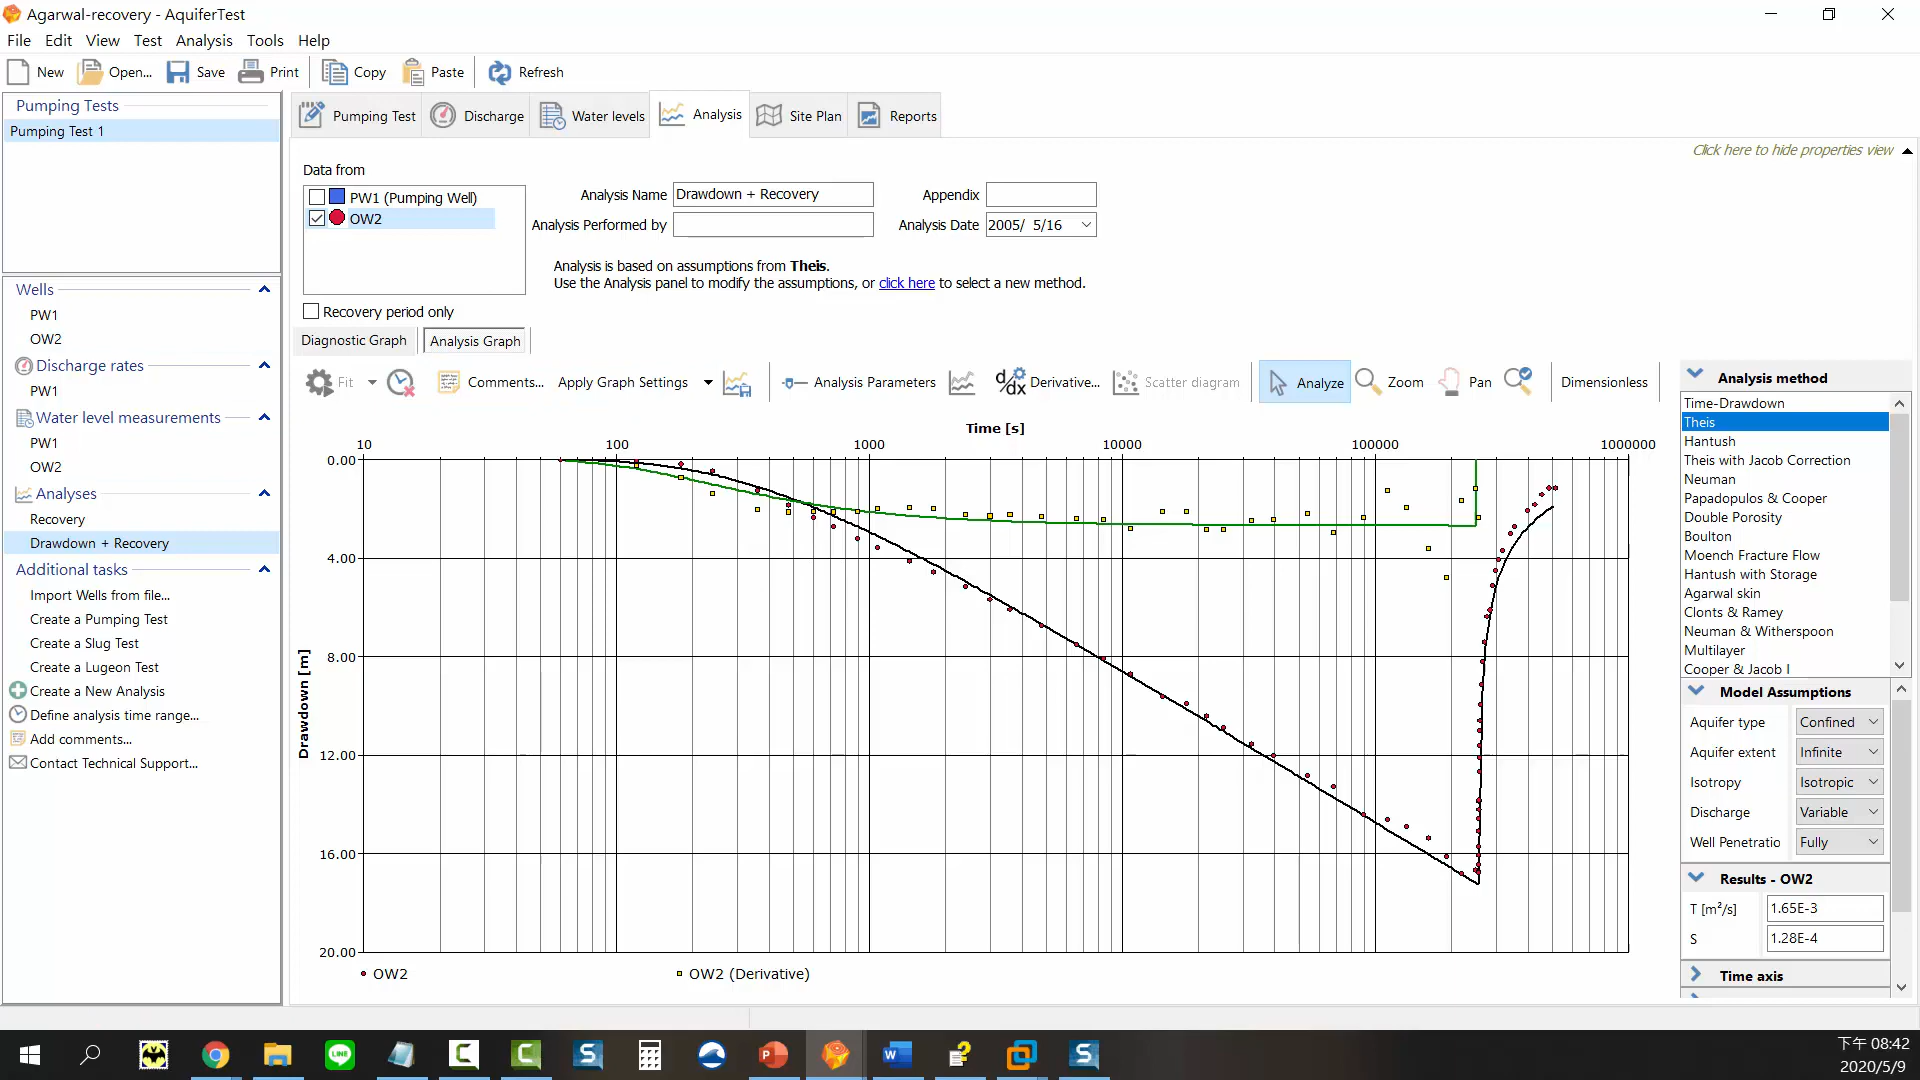 Agarwal-recovery - AquiferTest
File Edit View Test Analysis Tools Help
New Open... Save Print Copy Paste Refresh
Pumping Tests
Pumping Test 1
Wells
PW1
OW2
Discharge rates
PW1
Water level measurements
PW1
OW2
Analyses
Recovery
Drawdown + Recovery
Additional tasks
Import Wells from file...
Create a Pumping Test
Create a Slug Test
Create a Lugeon Test
Create a New Analysis
Define analysis time range...
Add comments...
Contact Technical Support...
Pumping Test Discharge Water levels Analysis Site Plan Reports
Click here to hide properties view
Data from
PW1 (Pumping Well)
OW2
Recovery period only
Analysis Name Drawdown + Recovery Appendix
Analysis Performed by Analysis Date 2005/ 5/16
Analysis is based on assumptions from Theis.
Use the Analysis panel to modify the assumptions, or click here to select a new method.
Diagnostic Graph Analysis Graph
Fit Comments... Apply Graph Settings Analysis Parameters d/dx Derivative... Scatter diagram Analyze Zoom Pan Dimensionless
Time [s]
10 100 1000 10000 100000 1000000
0.00
4.00
8.00
12.00
16.00
20.00
Drawdown [m]
OW2 OW2 (Derivative)
Analysis method
Time-Drawdown
Theis
Hantush
Theis with Jacob Correction
Neuman
Papadopulos & Cooper
Double Porosity
Boulton
Moench Fracture Flow
Hantush with Storage
Agarwal skin
Clonts & Ramey
Neuman & Witherspoon
Multilayer
Cooper & Jacob I
Model Assumptions
Aquifer type Confined
Aquifer extent Infinite
Isotropy Isotropic
Discharge Variable
Well Penetratio Fully
Results - OW2
T [m²/s] 1.65E-3
S 1.28E-4
Time axis
LINE
下午 08:42
2020/5/9